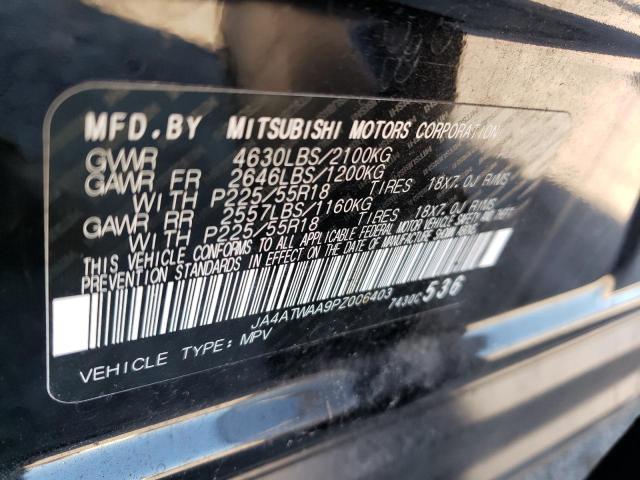 MFD.BY MITSUBISHI MOTORS CORPORATION
GVWR 4630LBS/2100KG
GAWR FR 2646LBS/1200KG
WITH P225/55R18 TIRES 18X7.0J RIMS
GAWR RR 2557LBS/1160KG
WITH P225/55R18 TIRES 18X7.0J RIMS
THIS VEHICLE CONFORMS TO ALL APPLICABLE FEDERAL MOTOR VEHICLE SAFETY AND THEFT
PREVENTION STANDARDS IN EFFECT ON THE DATE OF MANUFACTURE SHOWN ABOVE.
JA4ATWAA9PZ006403 7430C 536
VEHICLE TYPE: MPV